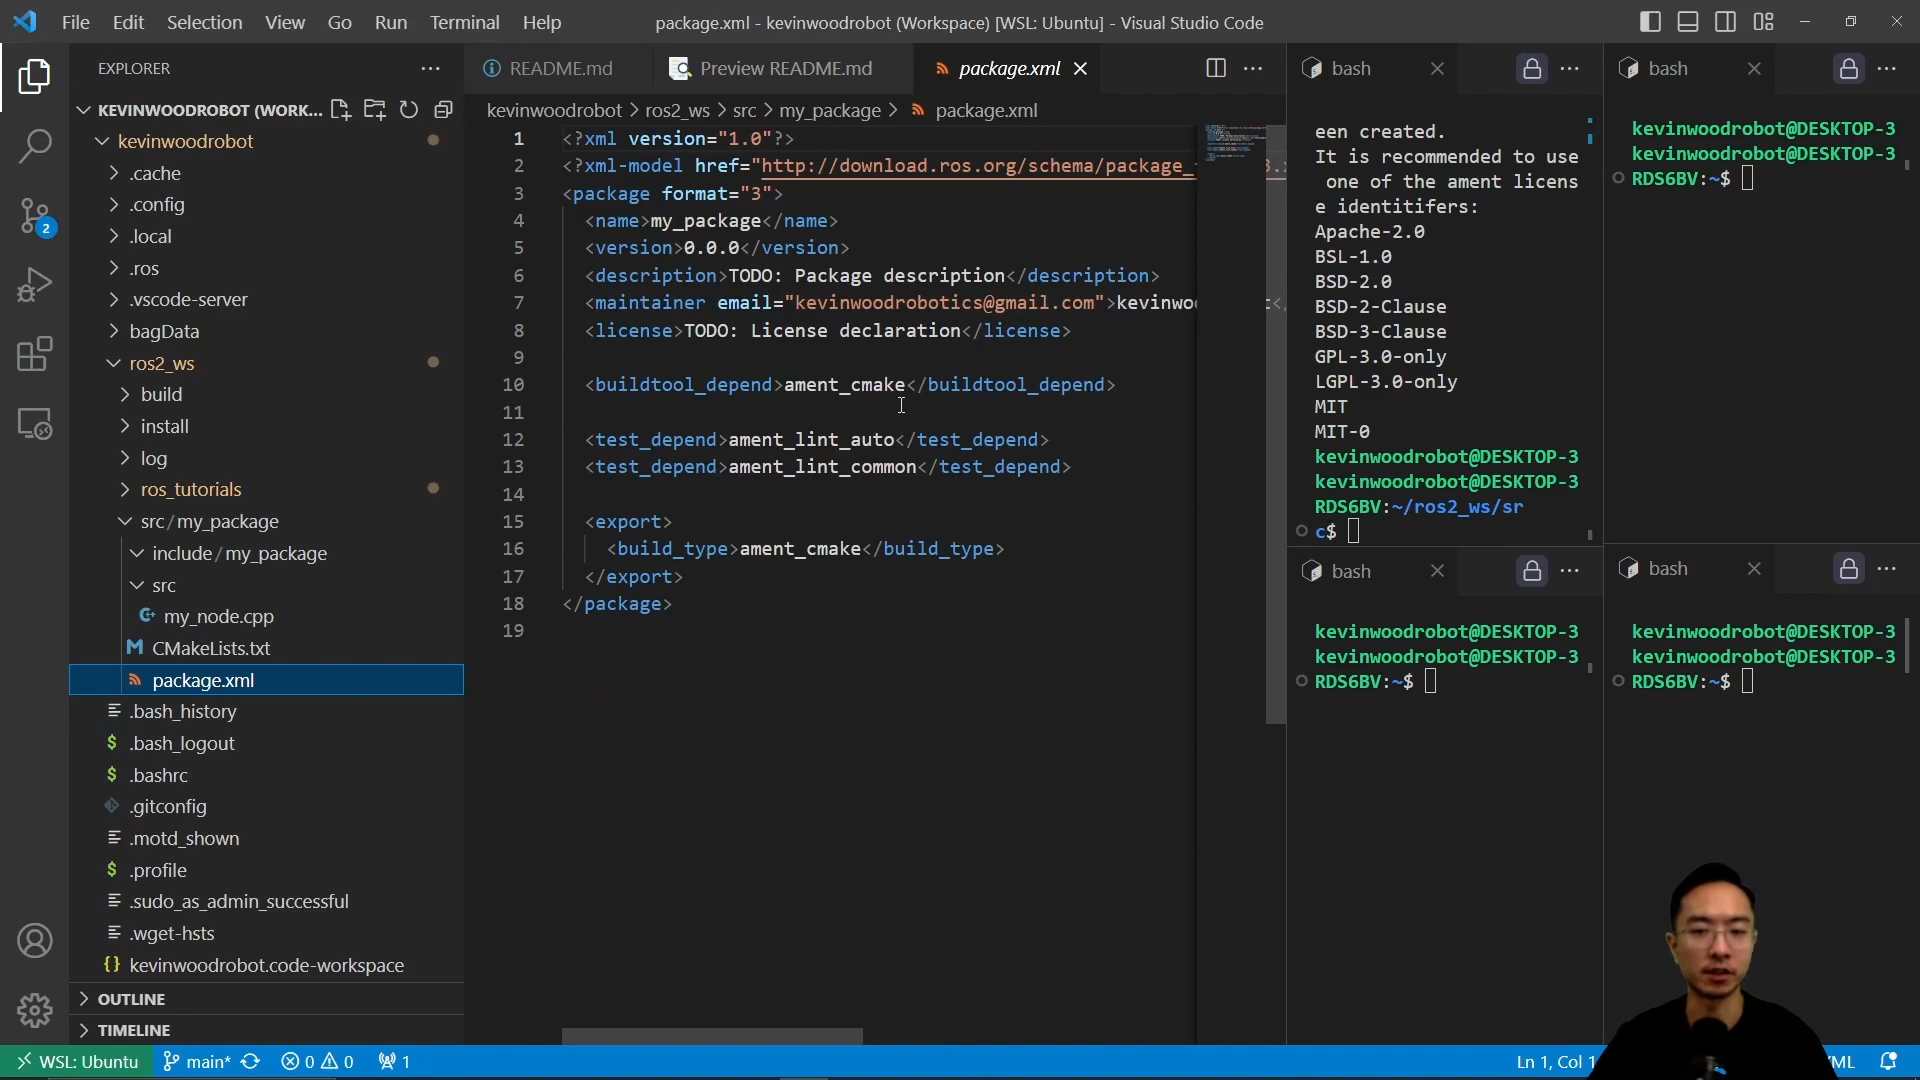 File Edit Selection View Go Run Terminal Help
package.xml - kevinwoodrobot (Workspace) [WSL: Ubuntu] - Visual Studio Code
EXPLORER
KEVINWOODROBOT (WORK...
kevinwoodrobot
.cache
.config
.local
.ros
.vscode-server
bagData
ros2_ws
build
install
log
ros_tutorials
src/my_package
include/my_package
src
my_node.cpp
CMakeLists.txt
package.xml
.bash_history
.bash_logout
.bashrc
.gitconfig
.motd_shown
.profile
.sudo_as_admin_successful
.wget-hsts
kevinwoodrobot.code-workspace
OUTLINE
TIMELINE
2
README.md
Preview README.md
package.xml
kevinwoodrobot > ros2_ws > src > my_package > package.xml
1 <?xml version="1.0"?>
2 <?xml-model href="http://download.ros.org/schema/package_
3 <package format="3">
4 <name>my_package</name>
5 <version>0.0.0</version>
6 <description>TODO: Package description</description>
7 <maintainer email="kevinwoodrobotics@gmail.com">kevinwo
8 <license>TODO: License declaration</license>
9
10 <buildtool_depend>ament_cmake</buildtool_depend>
11
12 <test_depend>ament_lint_auto</test_depend>
13 <test_depend>ament_lint_common</test_depend>
14
15 <export>
16 <build_type>ament_cmake</build_type>
17 </export>
18 </package>
19
bash
een created.
It is recommended to use
one of the ament licens
e identitifers:
Apache-2.0
BSL-1.0
BSD-2.0
BSD-2-Clause
BSD-3-Clause
GPL-3.0-only
LGPL-3.0-only
MIT
MIT-0
kevinwoodrobot@DESKTOP-3
kevinwoodrobot@DESKTOP-3
RDS6BV:~/ros2_ws/sr
c$
bash
kevinwoodrobot@DESKTOP-3
kevinwoodrobot@DESKTOP-3
RDS6BV:~$
bash
kevinwoodrobot@DESKTOP-3
kevinwoodrobot@DESKTOP-3
RDS6BV:~$
bash
kevinwoodrobot@DESKTOP-3
kevinwoodrobot@DESKTOP-3
RDS6BV:~$
WSL: Ubuntu main* 0 0 1
Ln 1, Col 1